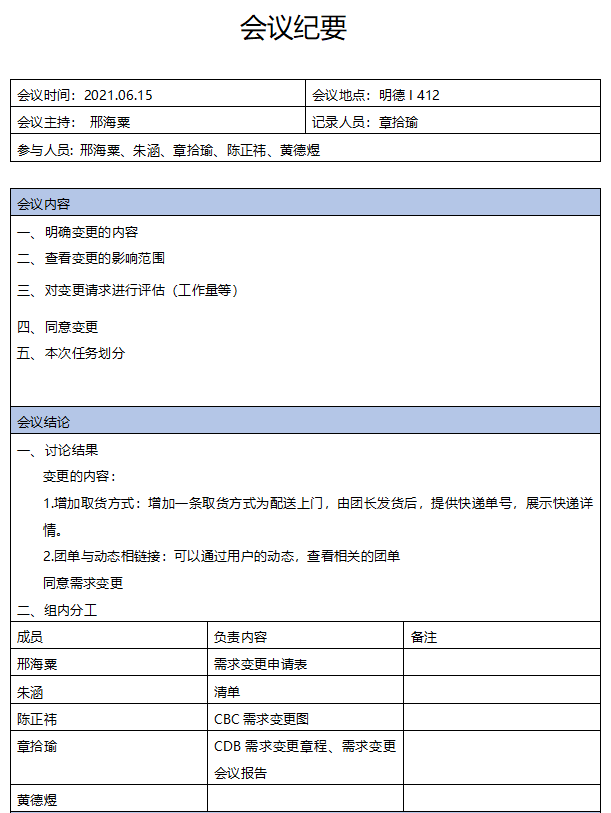 会议纪要
会议时间：2021.06.15
会议地点：明德 I 412
会议主持： 邢海粟
记录人员：章拾瑜
参与人员: 邢海粟、朱涵、章拾瑜、陈正祎、黄德煜
会议内容
一、明确变更的内容
二、查看变更的影响范围
三、对变更请求进行评估（工作量等）
四、同意变更
五、本次任务划分
会议结论
一、讨论结果
变更的内容：
1.增加取货方式：增加一条取货方式为配送上门，由团长发货后，提供快递单号，展示快递详
情。
2.团单与动态相链接：可以通过用户的动态，查看相关的团单
同意需求变更
二、组内分工
成员 负责内容 备注
邢海粟 需求变更申请表
朱涵 清单
陈正祎 CBC 需求变更图
章拾瑜 CDB 需求变更章程、需求变更
会议报告
黄德煜